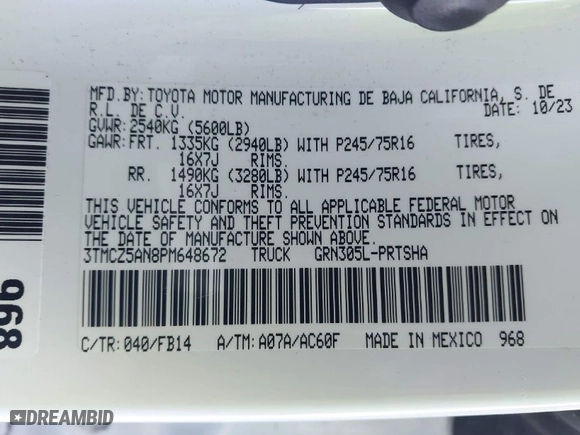 MFD.BY: TOYOTA MOTOR MANUFACTURING DE BAJA CALIFORNIA, S. DE
R.L. DE C.V. DATE: 10/23
GVWR: 2540KG (5600LB)
GAWR: FRT. 1335KG (2940LB) WITH P245/75R16 TIRES,
16X7J RIMS.
RR. 1490KG (3280LB) WITH P245/75R16 TIRES,
16X7J RIMS.
THIS VEHICLE CONFORMS TO ALL APPLICABLE FEDERAL MOTOR
VEHICLE SAFETY AND THEFT PREVENTION STANDARDS IN EFFECT ON
THE DATE OF MANUFACTURE SHOWN ABOVE.
3TMCZ5AN8PM648672 TRUCK GRN305L-PRTSHA
C/TR: 040/FB14 A/TM: A07A/AC60F MADE IN MEXICO 968
968
DREAMBID